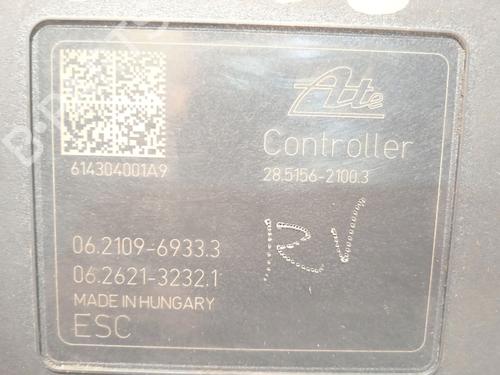 Ate
Controller
614304001A9
28.5156-2100.3
RV
06.2109-6933.3
06.2621-3232.1
MADE IN HUNGARY
ESC